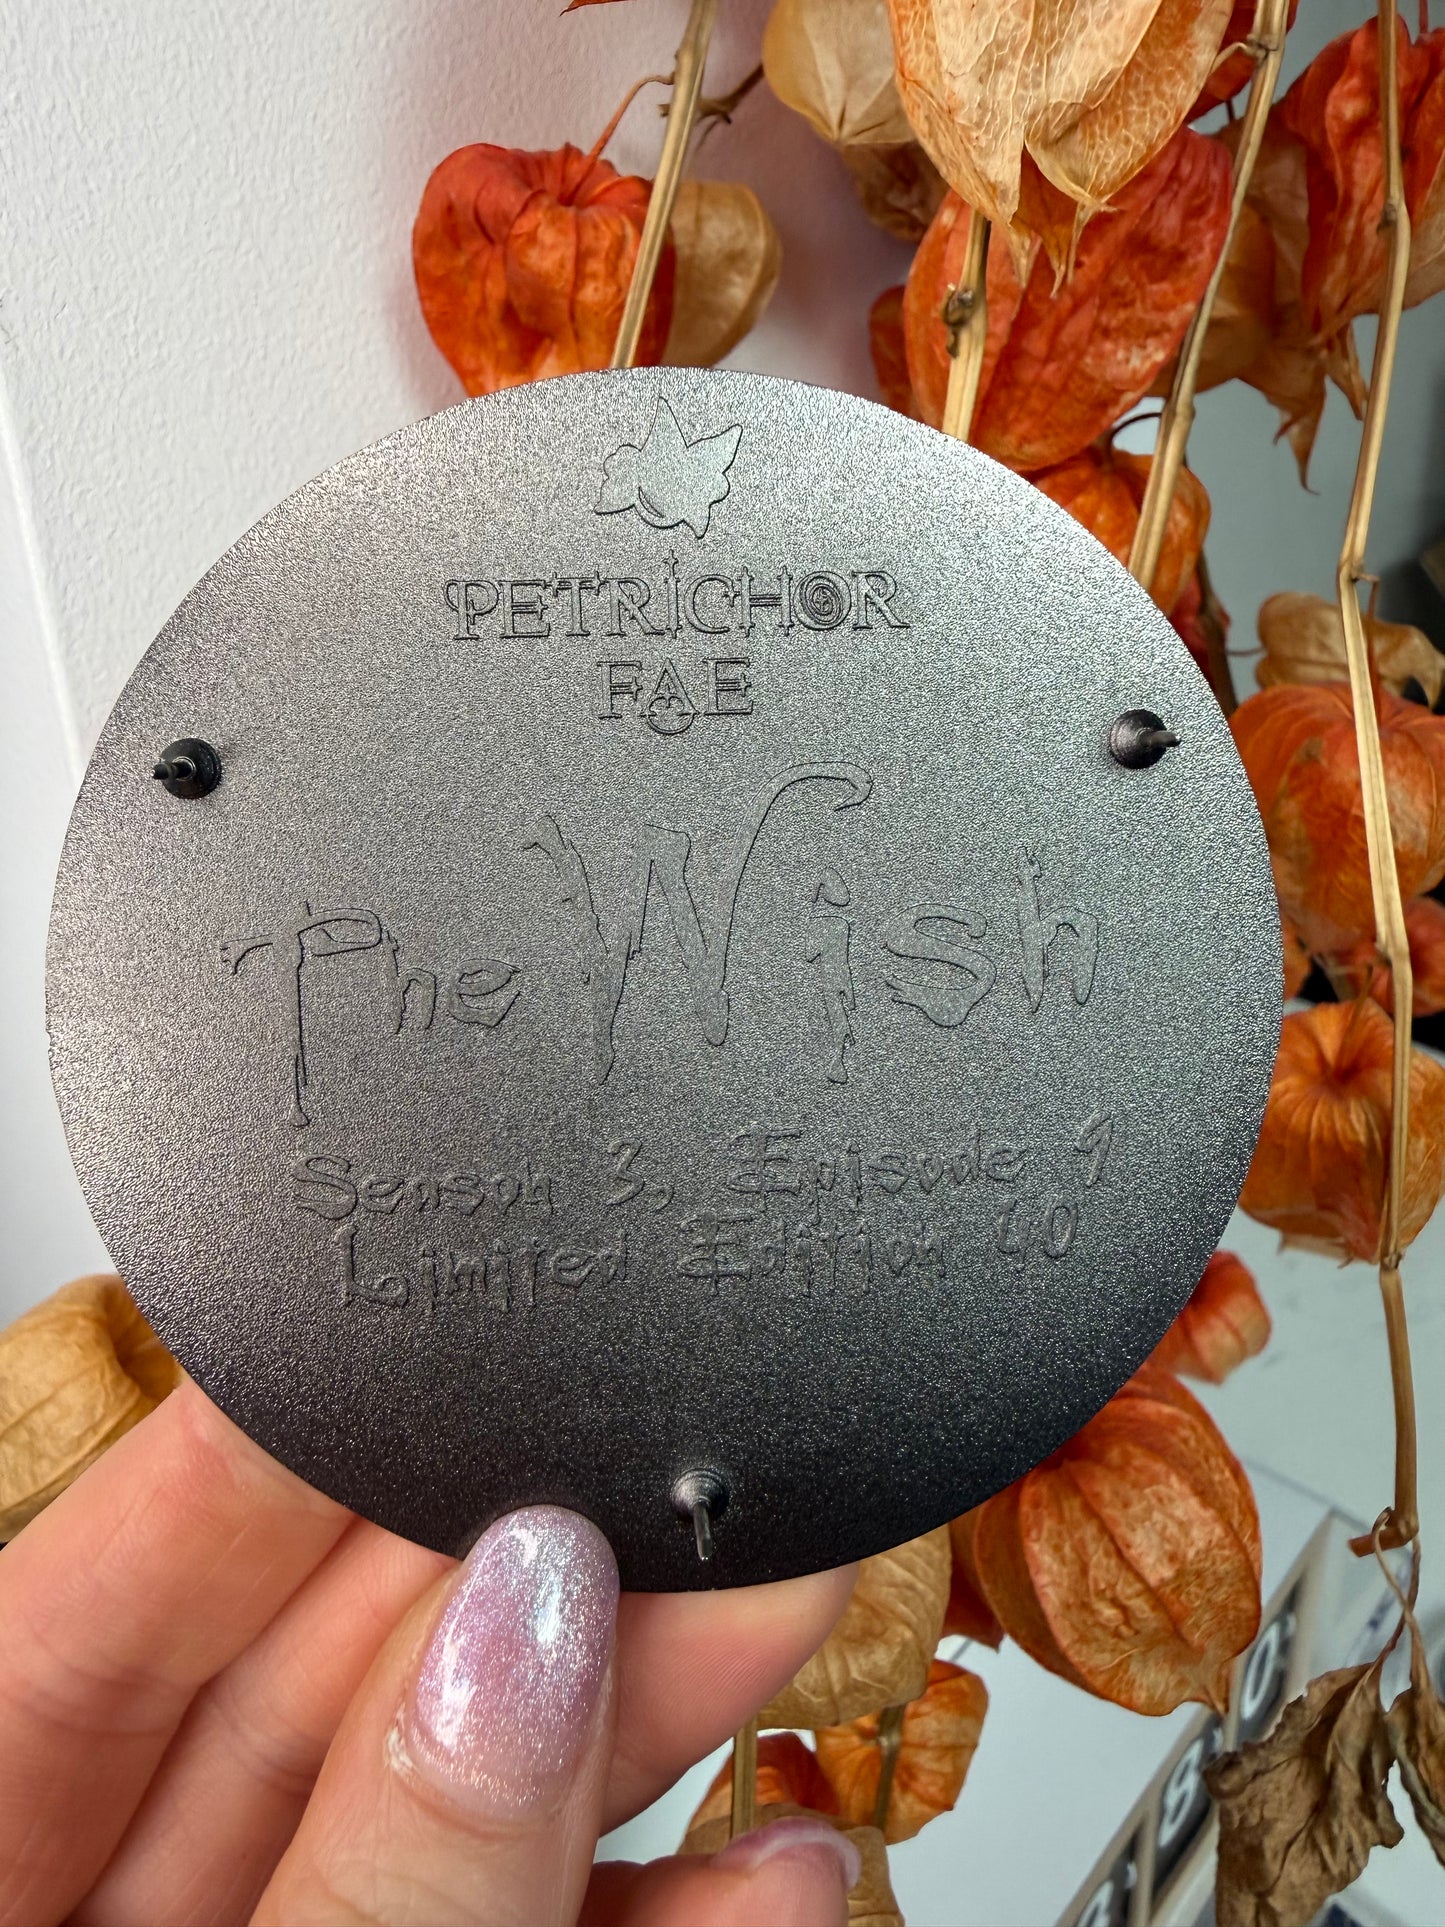 PETRICHOR
FAE
The Wish
Season 3, Episode 9
Limited Edition 40